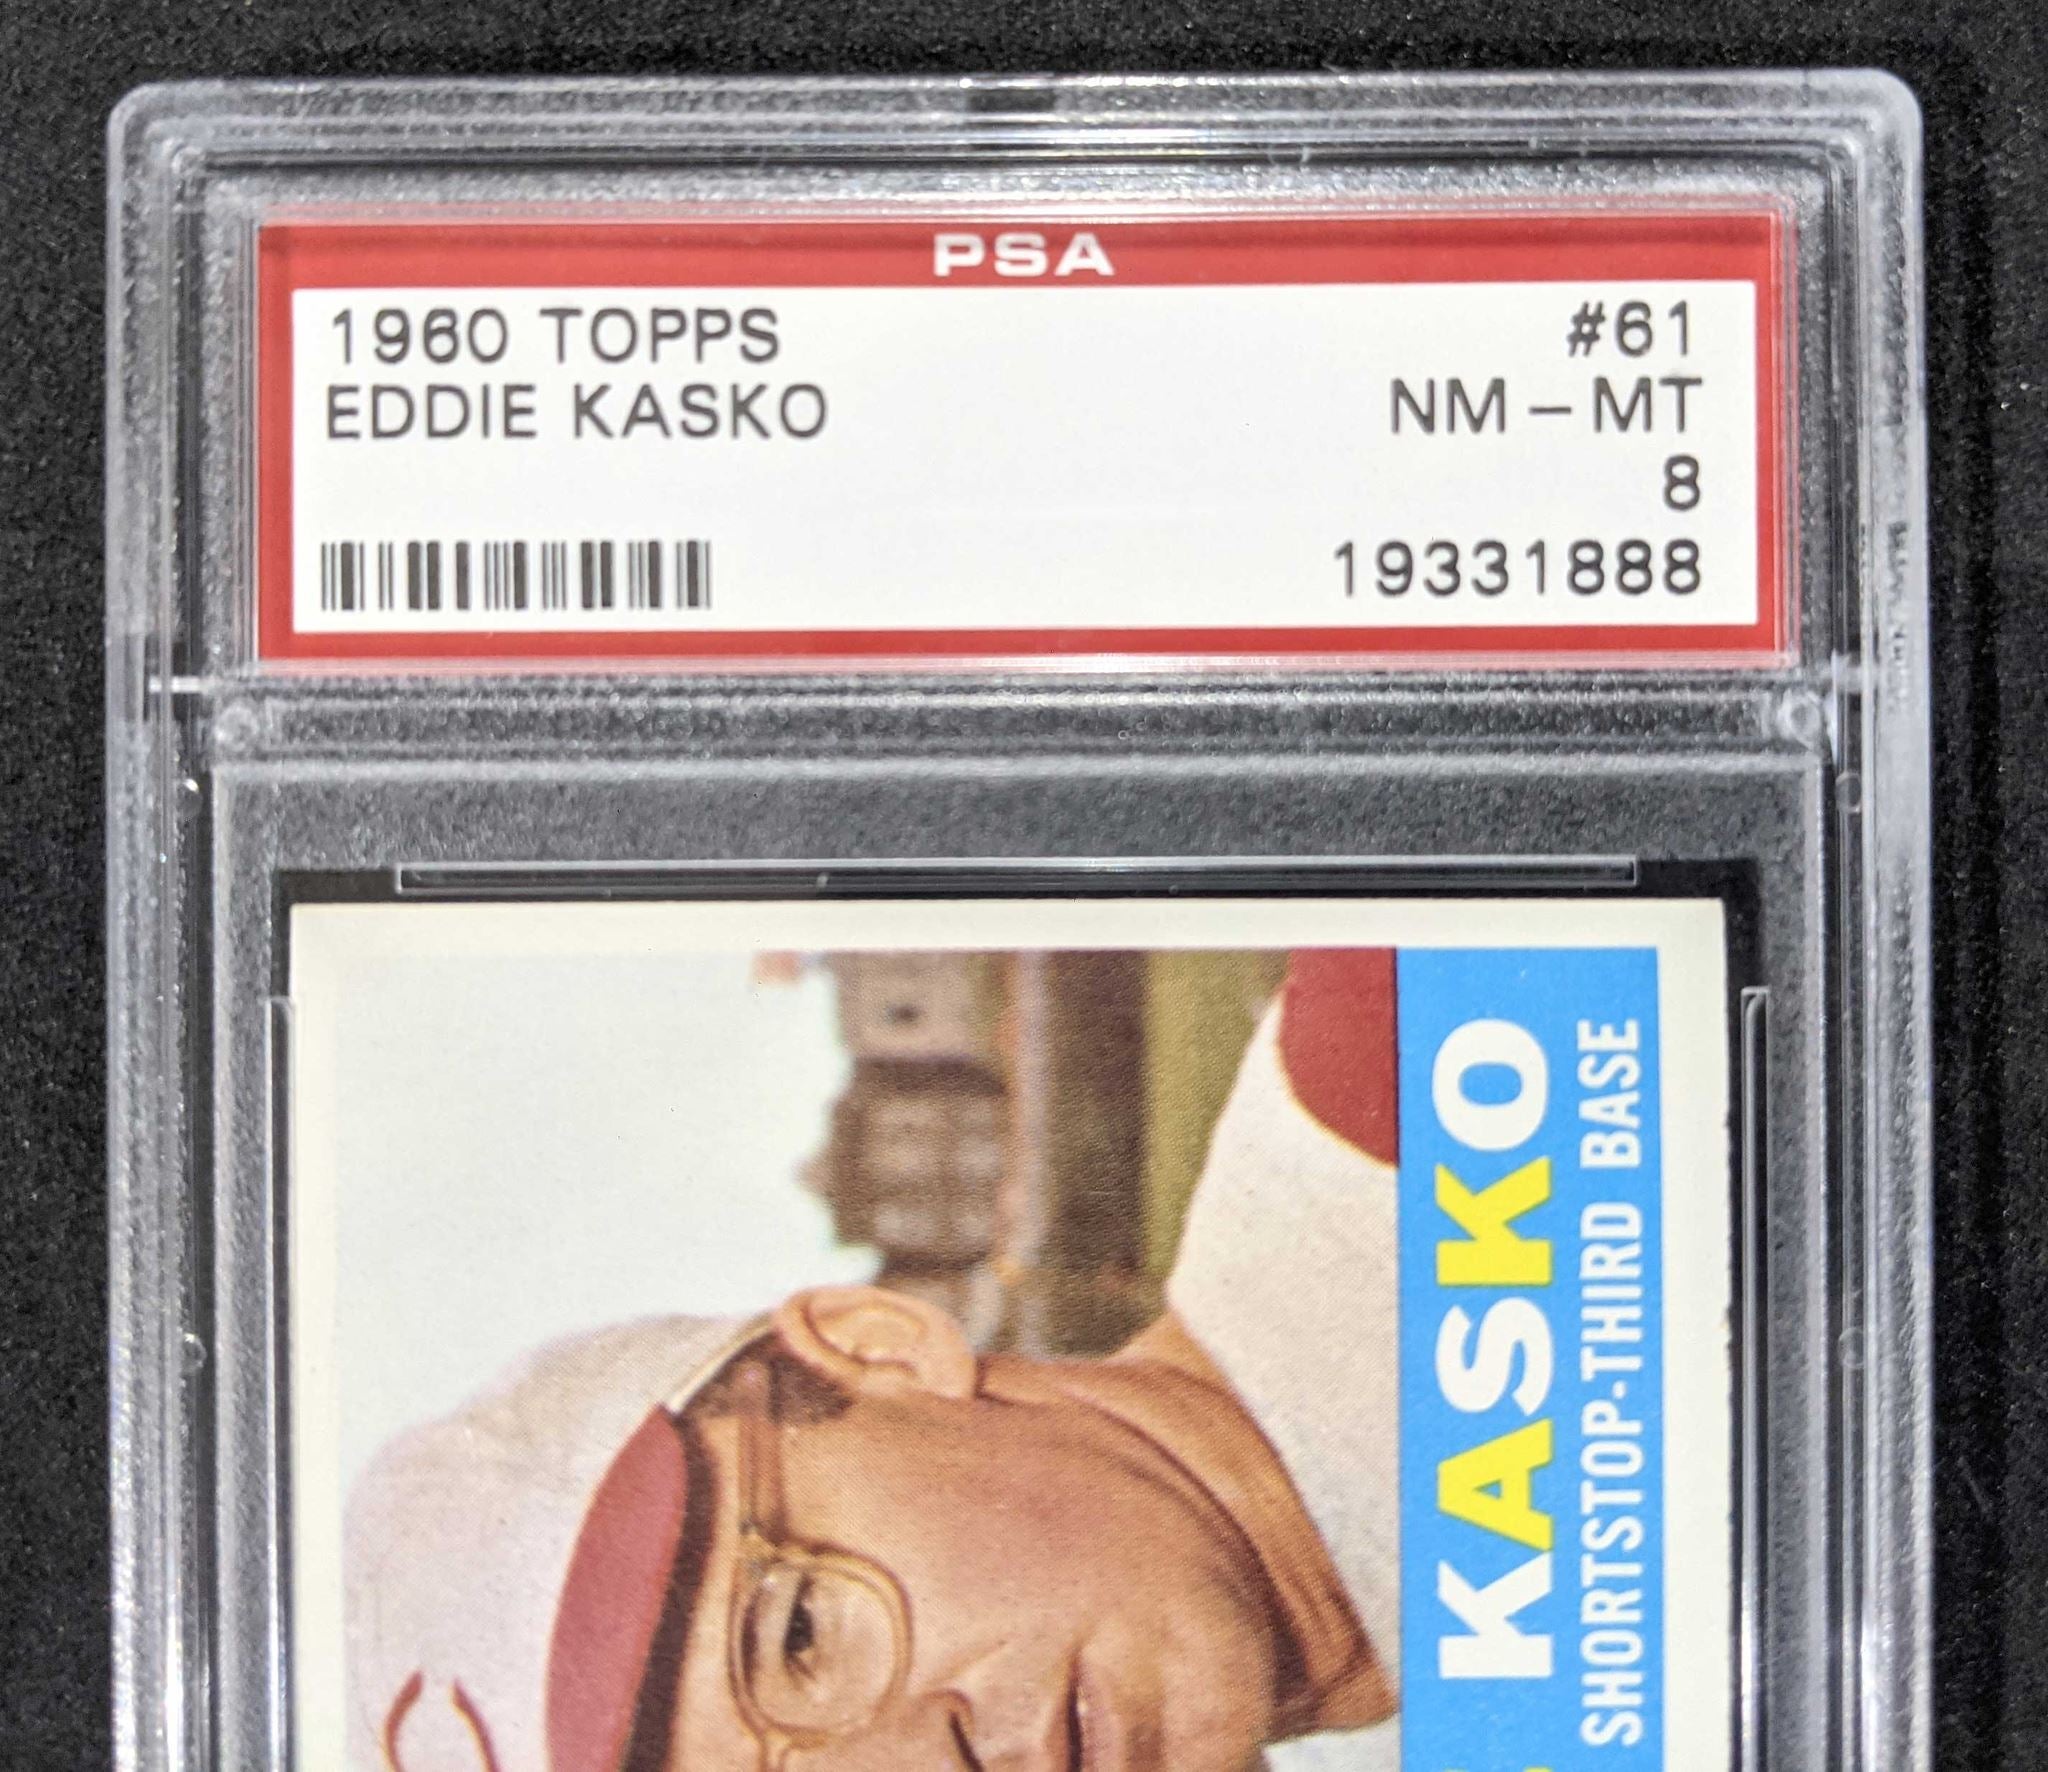 PSA
1960 TOPPS #61
EDDIE KASKO NM - MT
8
19331888
KASKO
SHORTSTOP-THIRD BASE
C